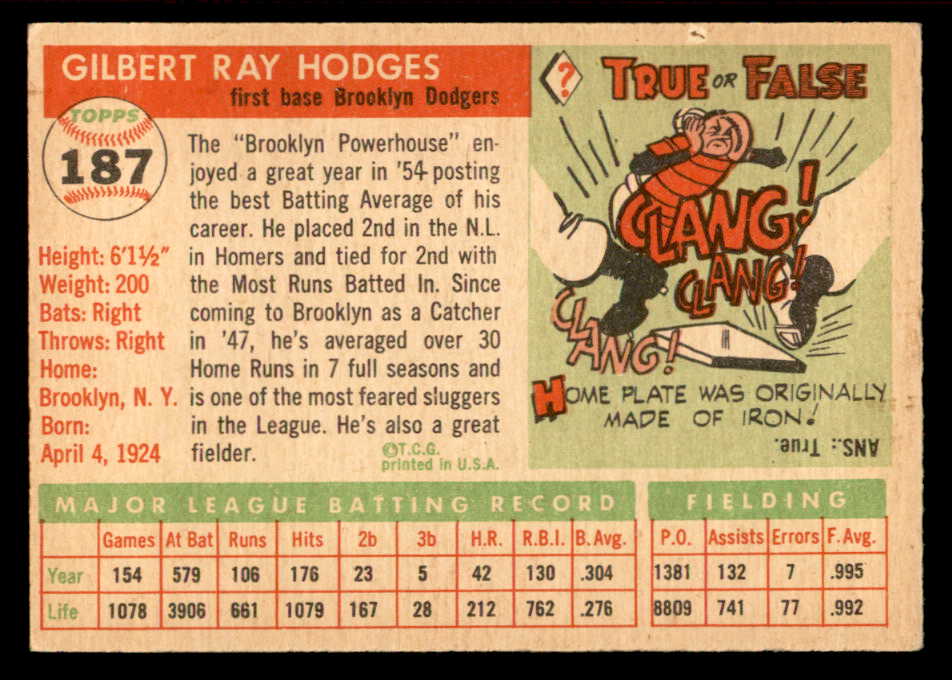 GILBERT RAY HODGES
first base Brooklyn Dodgers
TOPPS
187
Height: 6'1½"
Weight: 200
Bats: Right
Throws: Right
Home:
Brooklyn, N. Y.
Born:
April 4, 1924
The "Brooklyn Powerhouse" en-
joyed a great year in '54 posting
the best Batting Average of his
career. He placed 2nd in the N.L.
in Homers and tied for 2nd with
the Most Runs Batted In. Since
coming to Brooklyn as a Catcher
in '47, he's averaged over 30
Home Runs in 7 full seasons and
is one of the most feared sluggers
in the League. He's also a great
fielder.
©T.C.G.
printed in U.S.A.
? TRUE OR FALSE
CLANG!
CLANG!
CLANG!
HOME PLATE WAS ORIGINALLY
MADE OF IRON!
ANS.: True.
MAJOR LEAGUE BATTING RECORD
Games At Bat Runs Hits 2b 3b H.R. R.B.I. B. Avg.
Year 154 579 106 176 23 5 42 130 .304
Life 1078 3906 661 1079 167 28 212 762 .276
FIELDING
P.O. Assists Errors F. Avg.
1381 132 7 .995
8809 741 77 .992